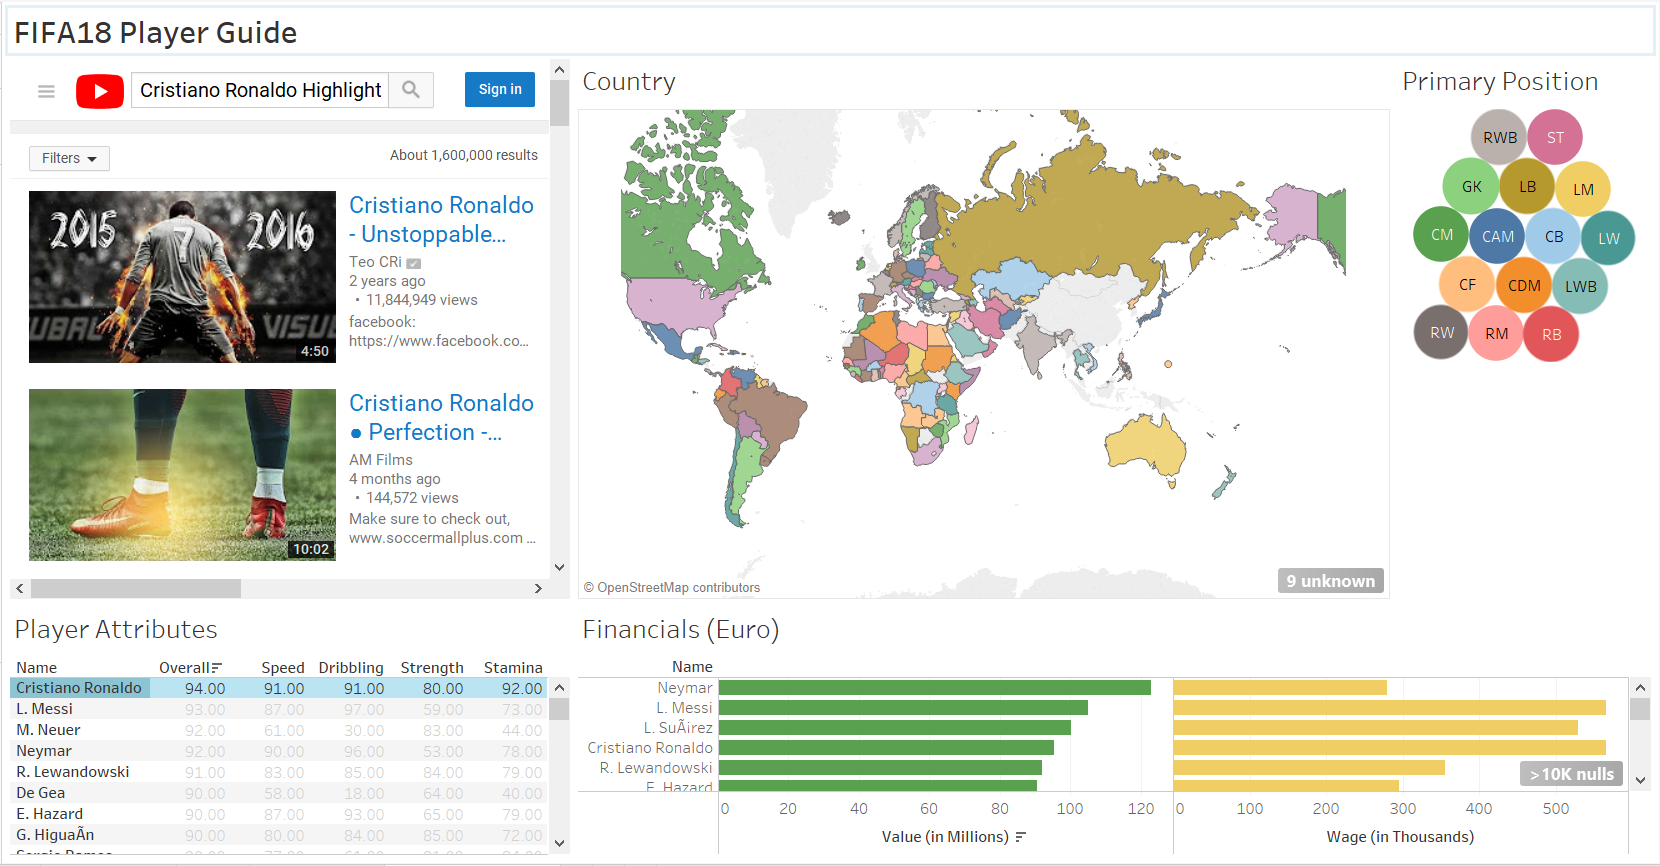 FIFA18 Player Guide
Cristiano Ronaldo Highlight
Sign in
Filters
About 1,600,000 results
2015 7 2016
UBAL VISU
4:50
Cristiano Ronaldo
- Unstoppable...
Teo CRi
2 years ago
• 11,844,949 views
facebook:
https://www.facebook.co...
10:02
Cristiano Ronaldo
● Perfection -...
AM Films
4 months ago
• 144,572 views
Make sure to check out,
www.soccermallplus.com ...
Country
© OpenStreetMap contributors
9 unknown
Primary Position
RWB ST
GK LB LM
CM CAM CB LW
CF CDM LWB
RW RM RB
Player Attributes
Name Overall Speed Dribbling Strength Stamina
Cristiano Ronaldo 94.00 91.00 91.00 80.00 92.00
L. Messi 93.00 87.00 97.00 59.00 73.00
M. Neuer 92.00 61.00 30.00 83.00 44.00
Neymar 92.00 90.00 96.00 53.00 78.00
R. Lewandowski 91.00 83.00 85.00 84.00 79.00
De Gea 90.00 58.00 18.00 64.00 40.00
E. Hazard 90.00 87.00 93.00 65.00 79.00
G. HiguaÃn 90.00 80.00 84.00 85.00 72.00
Financials (Euro)
Name
Neymar
L. Messi
L. SuÃirez
Cristiano Ronaldo
R. Lewandowski
E. Hazard
>10K nulls
0 20 40 60 80 100 120
Value (in Millions)
0 100 200 300 400 500
Wage (in Thousands)